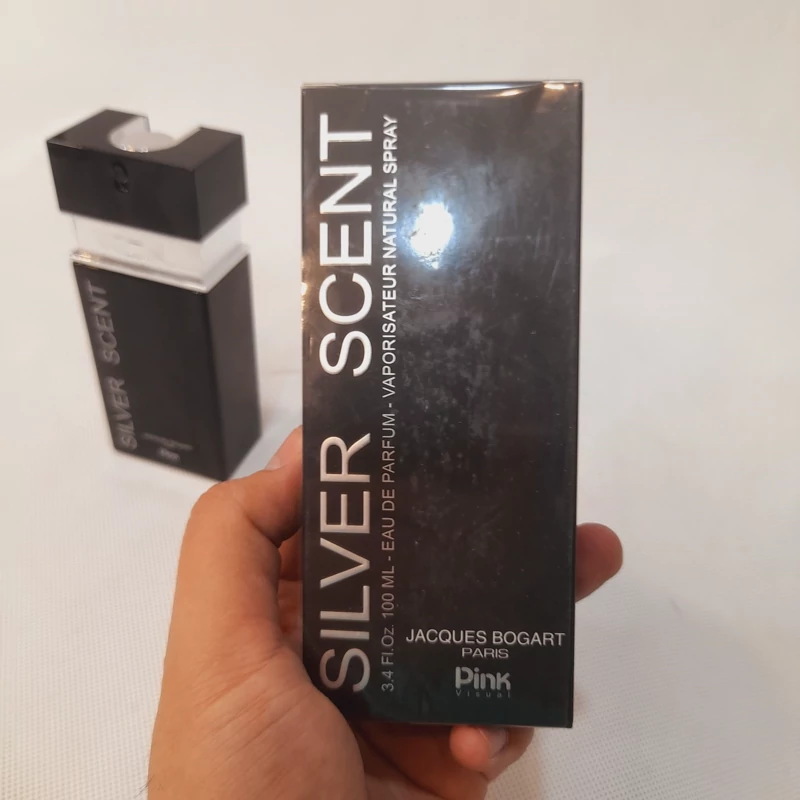 SILVER SCENT
3.4 Fl.Oz. 100 ML - EAU DE PARFUM - VAPORISATEUR NATURAL SPRAY
JACQUES BOGART
PARIS
Pink
Visual
SILVER SCENT